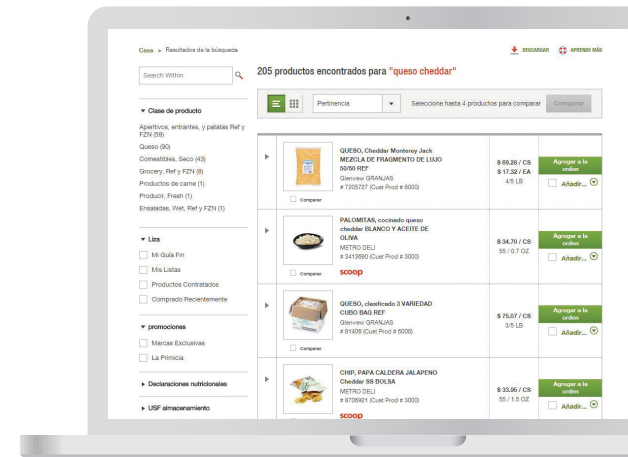 Casa > Resultados de la búsqueda
DESCARGAR APRENDE MÁS
Search Within
205 productos encontrados para "queso cheddar"
Pertinencia
Seleccione hasta 4 productos para comparar
Comparar
Clase de producto
Aperitivos, entrantes, y patatas Ref y
FZN (59)
Queso (90)
Comestibles, Seco (43)
Grocery, Ref y FZN (8)
Productos de carne (1)
Producir, Fresh (1)
Ensaladas, Wet, Ref y FZN (1)
Liza
Mi Guía Fin
Mis Listas
Productos Contratados
Comprado Recientemente
promociones
Marcas Exclusivas
La Primicia
Declaraciones nutricionales
USF almacenamiento
QUESO, Cheddar Monterey Jack
MEZCLA DE FRAGMENTO DE LUJO
50/50 REF
Glenview GRANJAS
# 7205727 (Cust Prod # 6000)
Comparar
$ 69.28 / CS
$ 17.32 / EA
4/5 LB
Agregar a la
orden
Añadir...
PALOMITAS, cocinado queso
cheddar BLANCO Y ACEITE DE
OLIVA
METRO DELI
# 3413690 (Cust Prod # 3000)
scoop
Comparar
$ 34.70 / CS
55 / 0.7 OZ
Agregar a la
orden
Añadir...
QUESO, clasificado 3 VARIEDAD
CUBO BAG REF
Glenview GRANJAS
# 81406 (Cust Prod # 6000)
Comparar
$ 75.07 / CS
3/5 LB
Agregar a la
orden
Añadir...
CHIP, PAPA CALDERA JALAPENO
Cheddar SS BOLSA
METRO DELI
# 8706921 (Cust Prod # 3000)
scoop
$ 33.95 / CS
55 / 1.5 OZ
Agregar a la
orden
Añadir...